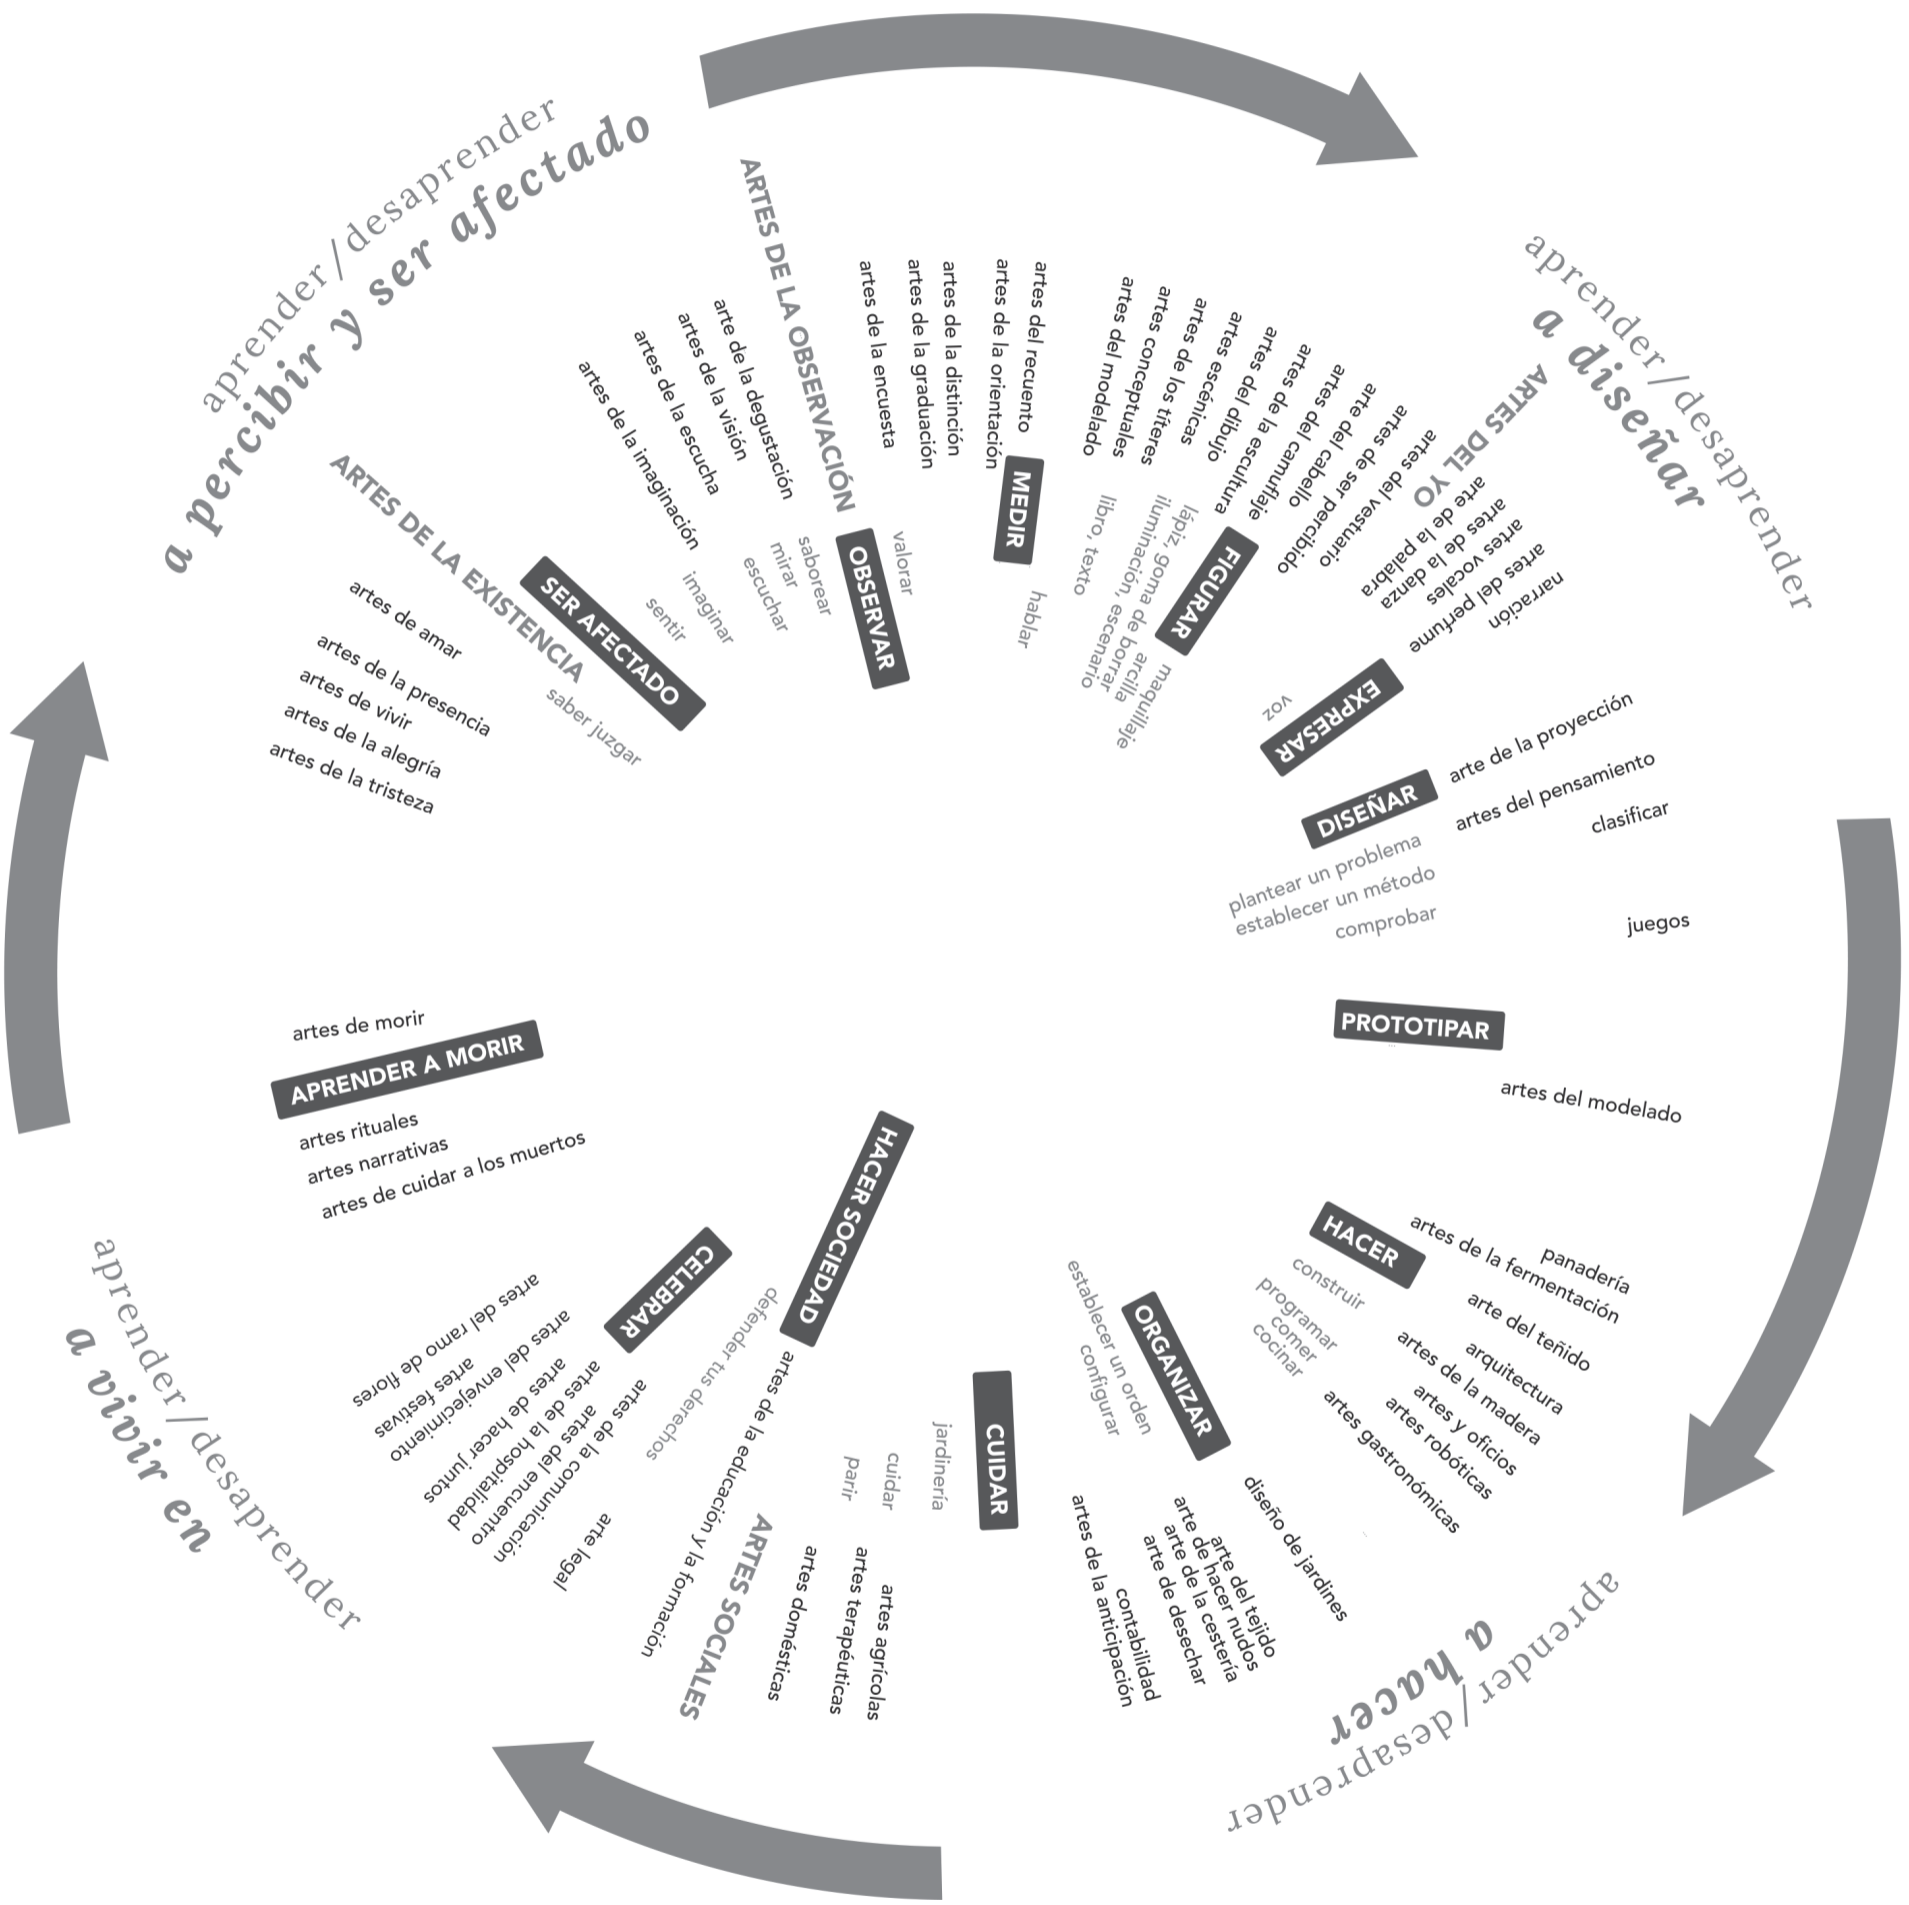 aprender/desaprender
a percibir y ser afectado
ARTES DE LA EXISTENCIA
SER AFECTADO
saber juzgar
sentir
imaginar
escuchar
mirar
saborear
artes de amar
artes de la presencia
artes de vivir
artes de la alegría
artes de la tristeza
artes de la imaginación
artes de la escucha
artes de la visión
arte de la degustación
ARTES DE LA OBSERVACIÓN
OBSERVAR
valorar
artes de la encuesta
artes de la graduación
artes de la distinción
artes de la orientación
artes del recuento
MEDIR
hablar
aprender/desaprender
a diseñar
artes del modelado
artes conceptuales
artes de los títeres
artes escénicas
artes del dibujo
artes de la escultura
artes del camuflaje
arte del cabello
artes de ser percibido
artes del vestuario
libro, texto
iluminación, escenario
lápiz, goma de borrar
arcilla
maquillaje
FIGURAR
ARTES DEL YO
arte de la palabra
artes de la danza
artes vocales
artes del perfume
narración
EXPRESAR
voz
arte de la proyección
DISEÑAR
artes del pensamiento
clasificar
plantear un problema
establecer un método
comprobar
juegos
PROTOTIPAR
artes del modelado
aprender/desaprender
a hacer
HACER
artes de la fermentación
panadería
arte del teñido
arquitectura
artes de la madera
artes y oficios
artes robóticas
artes gastronómicas
construir
programar
comer
cocinar
diseño de jardines
ORGANIZAR
establecer un orden
configurar
arte del tejido
arte de hacer nudos
arte de la cestería
arte de desechar
contabilidad
artes de la anticipación
CUIDAR
jardinería
cuidar
parir
artes agrícolas
artes terapéuticas
artes domésticas
aprender/desaprender
a vivir en
ARTES SOCIALES
HACER SOCIEDAD
artes de la educación y la formación
defender tus derechos
arte legal
artes de la comunicación
artes del encuentro
artes de la hospitalidad
artes de hacer juntos
artes del envejecimiento
artes festivas
artes del ramo de flores
CELEBRAR
artes de cuidar a los muertos
artes narrativas
artes rituales
APRENDER A MORIR
artes de morir